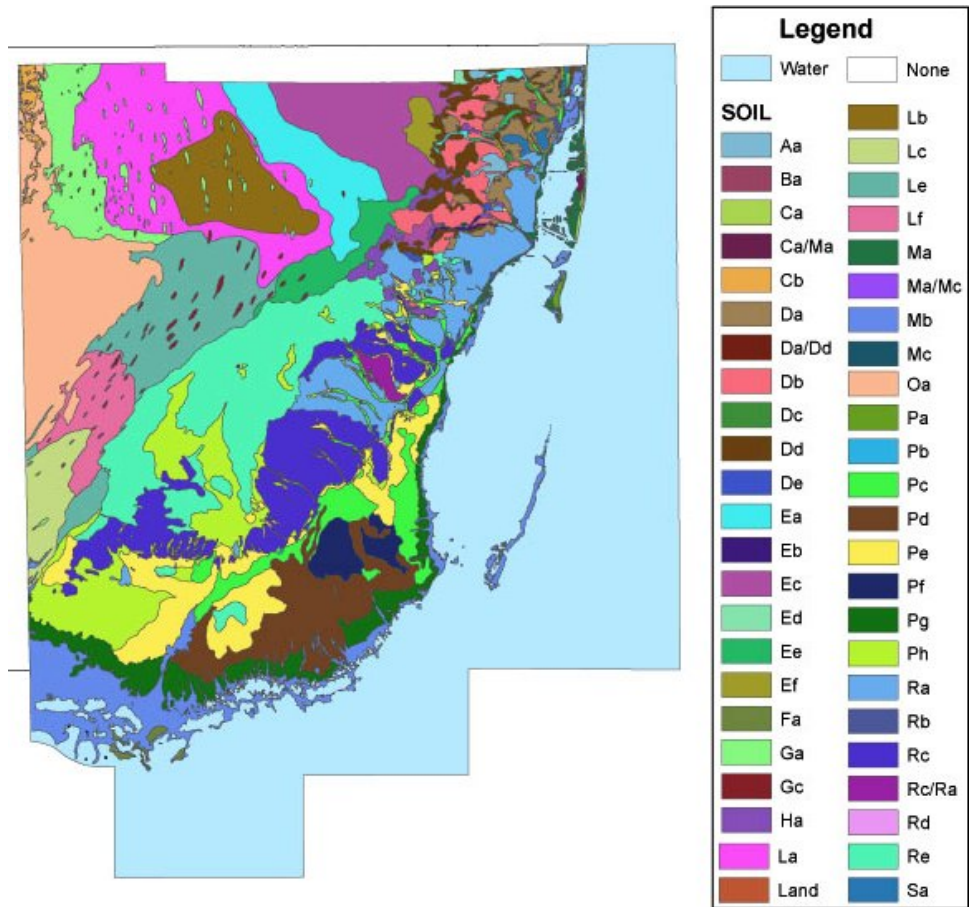 Legend
Water
None
SOIL
Aa
Ba
Ca
Ca/Ma
Cb
Da
Da/Dd
Db
Dc
Dd
De
Ea
Eb
Ec
Ed
Ee
Ef
Fa
Ga
Gc
Ha
La
Land
Lb
Lc
Le
Lf
Ma
Ma/Mc
Mb
Mc
Oa
Pa
Pb
Pc
Pd
Pe
Pf
Pg
Ph
Ra
Rb
Rc
Rc/Ra
Rd
Re
Sa